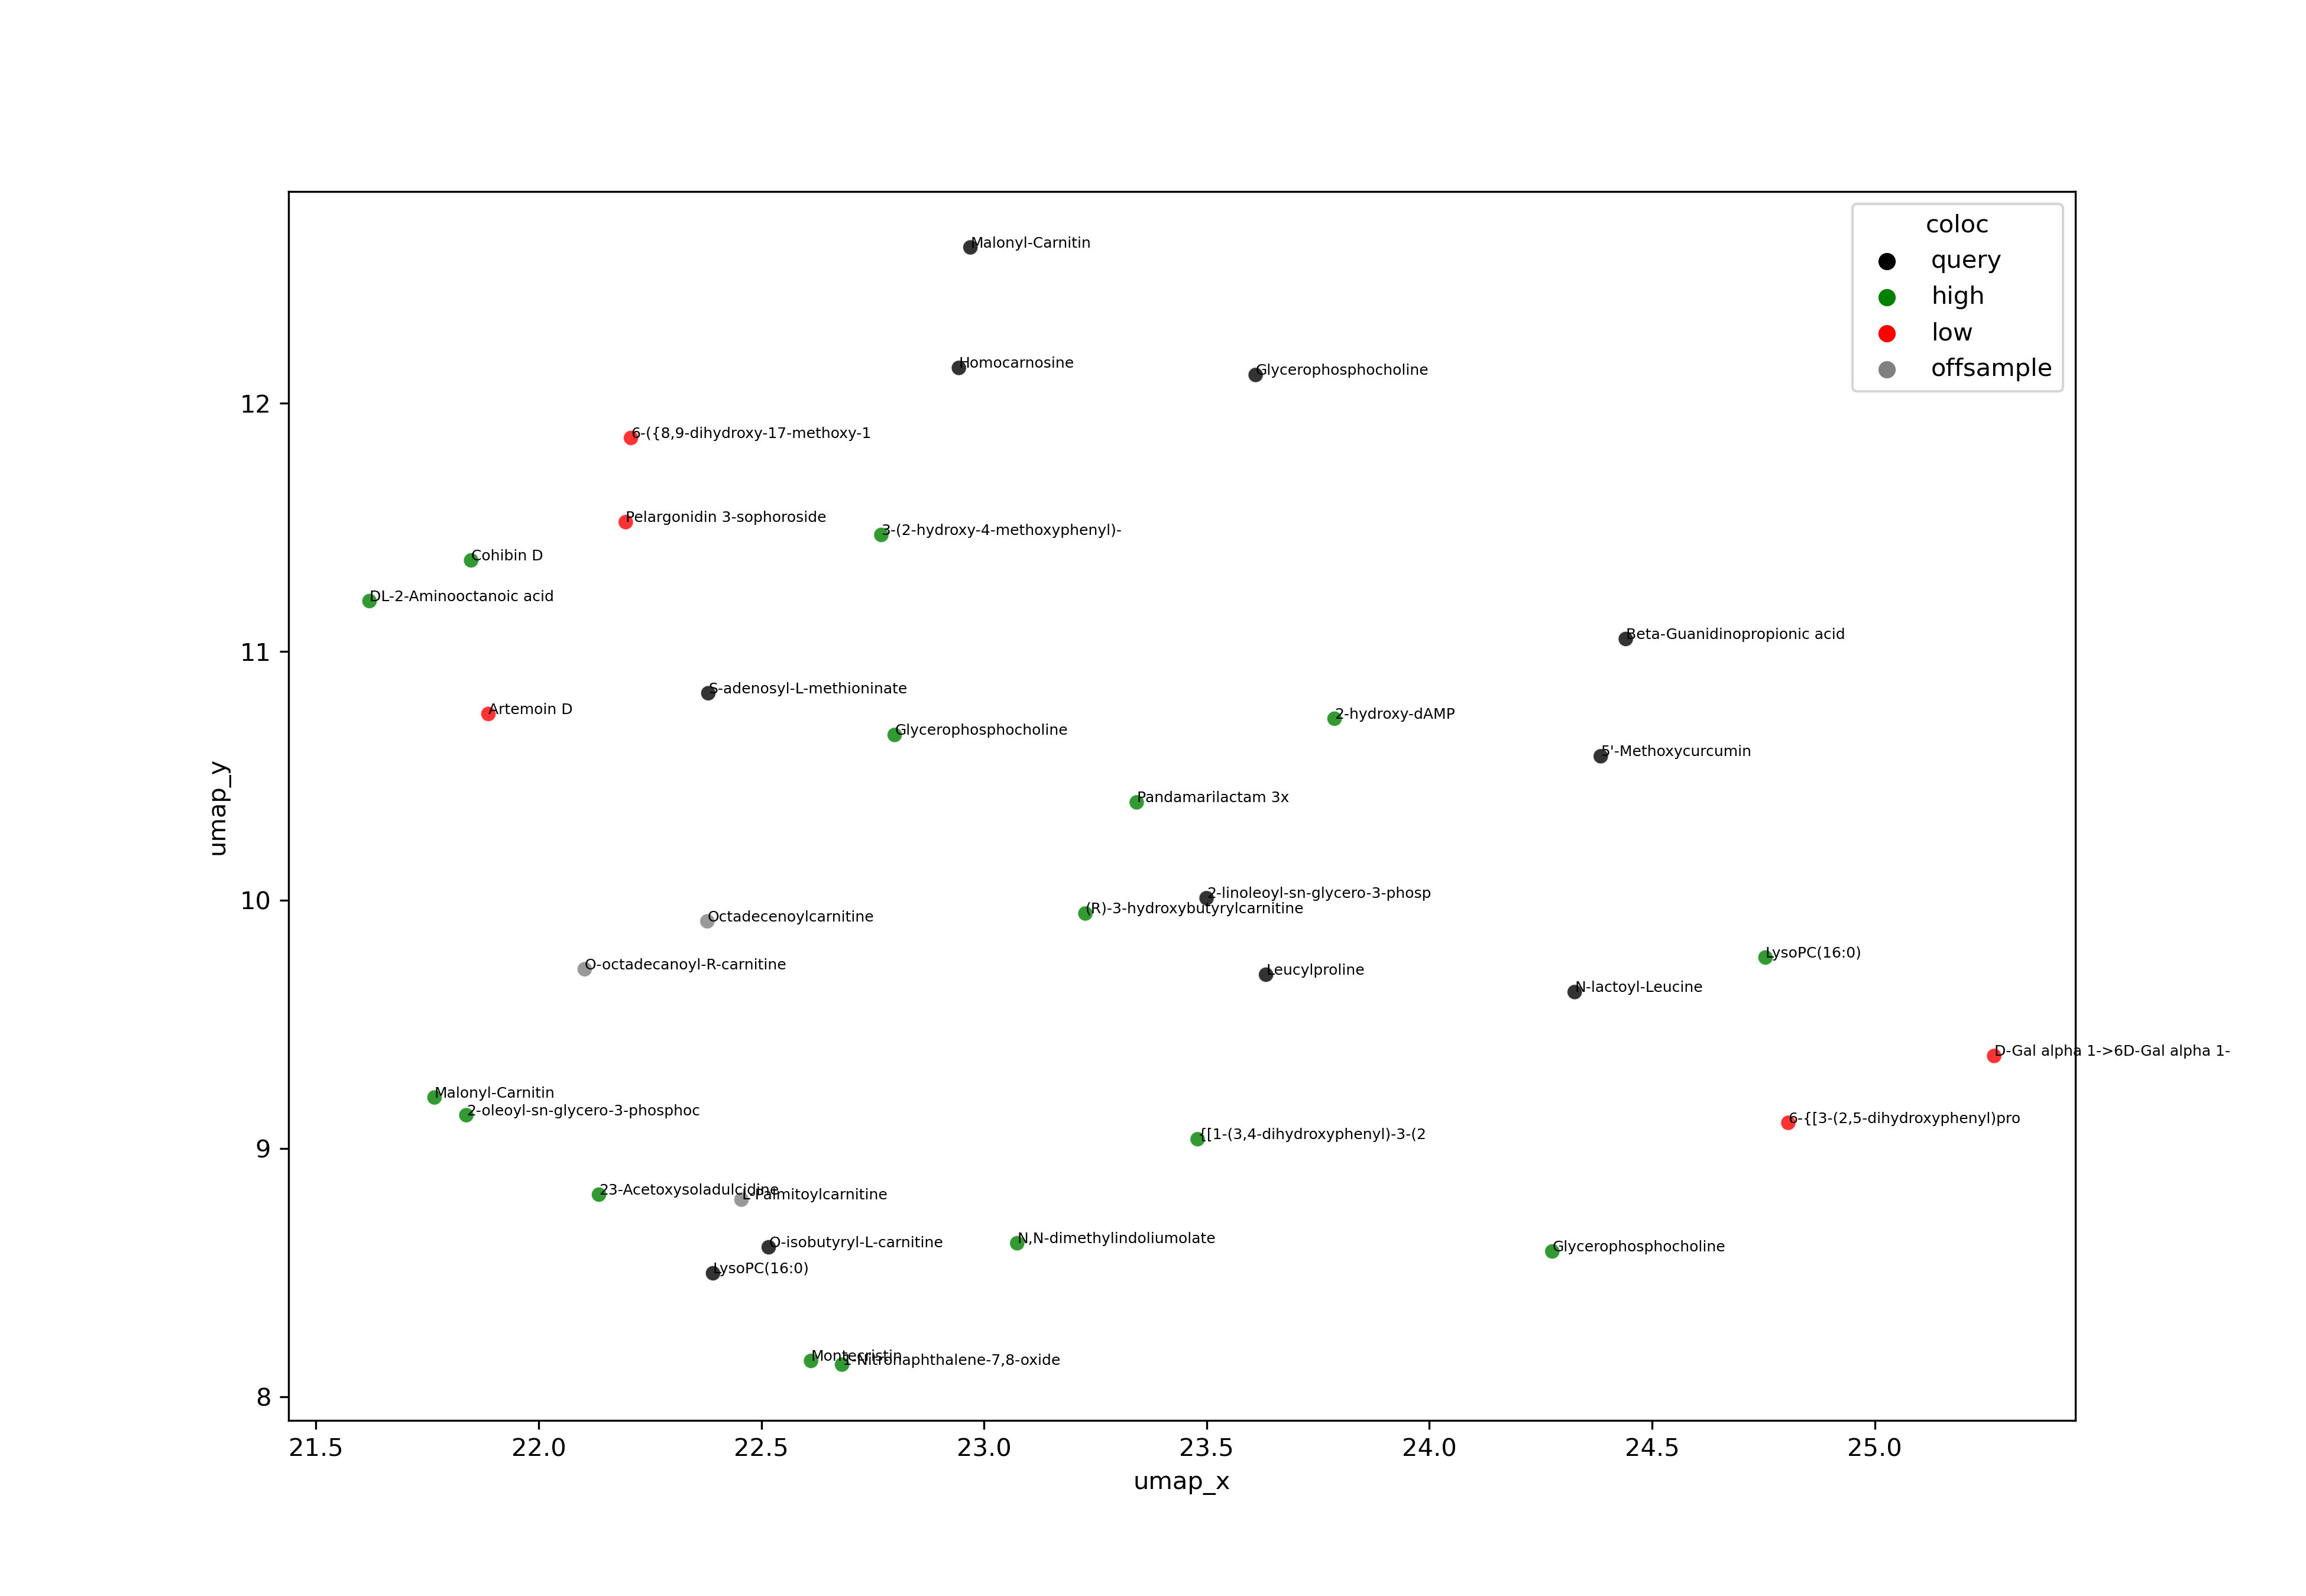 coloc
query
high
low
offsample
Malonyl-Carnitin
Homocarnosine
Glycerophosphocholine
6-({8,9-dihydroxy-17-methoxy-1
Pelargonidin 3-sophoroside
3-(2-hydroxy-4-methoxyphenyl)-
Cohibin D
DL-2-Aminooctanoic acid
Beta-Guanidinopropionic acid
S-adenosyl-L-methioninate
Artemoin D
2-hydroxy-dAMP
Glycerophosphocholine
5'-Methoxycurcumin
Pandamarilactam 3x
2-linoleoyl-sn-glycero-3-phosp
(R)-3-hydroxybutyrylcarnitine
Octadecenoylcarnitine
LysoPC(16:0)
O-octadecanoyl-R-carnitine
Leucylproline
N-lactoyl-Leucine
D-Gal alpha 1->6D-Gal alpha 1-
Malonyl-Carnitin
2-oleoyl-sn-glycero-3-phosphoc
6-{[3-(2,5-dihydroxyphenyl)pro
{[1-(3,4-dihydroxyphenyl)-3-(2
23-Acetoxysoladulcidine
L-Palmitoylcarnitine
O-isobutyryl-L-carnitine
N,N-dimethylindoliumolate
Glycerophosphocholine
LysoPC(16:0)
Montecristin
1-Nitronaphthalene-7,8-oxide
12
11
10
9
8
umap_y
21.5 22.0 22.5 23.0 23.5 24.0 24.5 25.0
umap_x